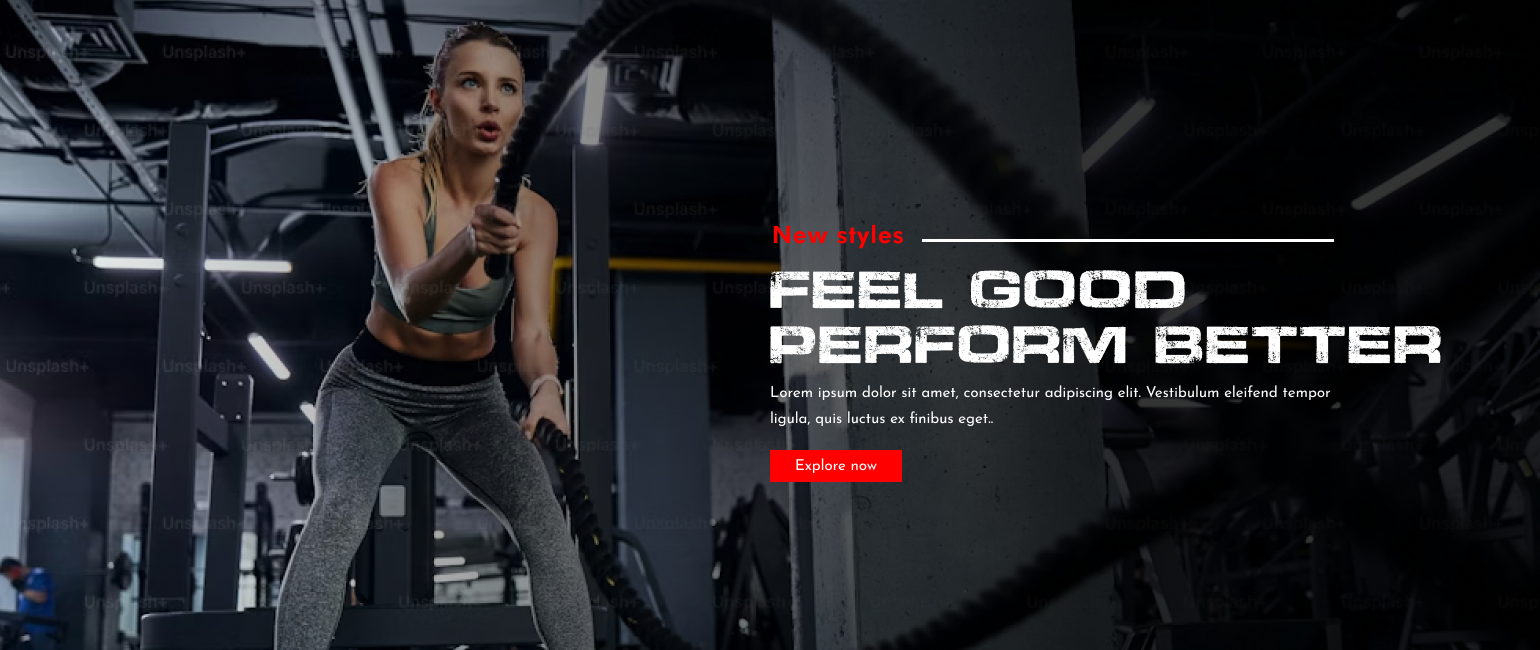 New styles
FEEL GOOD
PERFORM BETTER
Lorem ipsum dolor sit amet, consectetur adipiscing elit. Vestibulum eleifend tempor
ligula, quis luctus ex finibus eget..
Explore now
Unsplash+